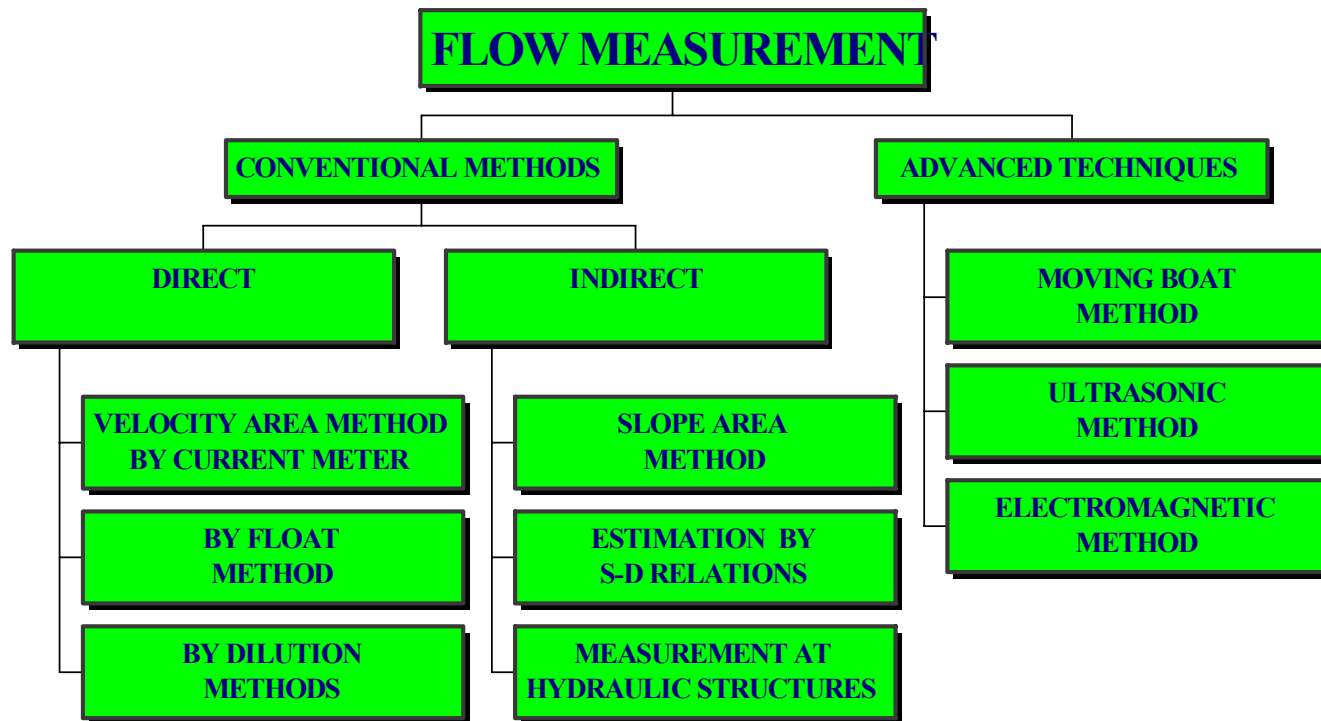 FLOW MEASUREMENT
CONVENTIONAL METHODS
ADVANCED TECHNIQUES
DIRECT
INDIRECT
VELOCITY AREA METHOD
BY CURRENT METER
BY FLOAT
METHOD
BY DILUTION
METHODS
SLOPE AREA
METHOD
ESTIMATION BY
S-D RELATIONS
MEASUREMENT AT
HYDRAULIC STRUCTURES
MOVING BOAT
METHOD
ULTRASONIC
METHOD
ELECTROMAGNETIC
METHOD